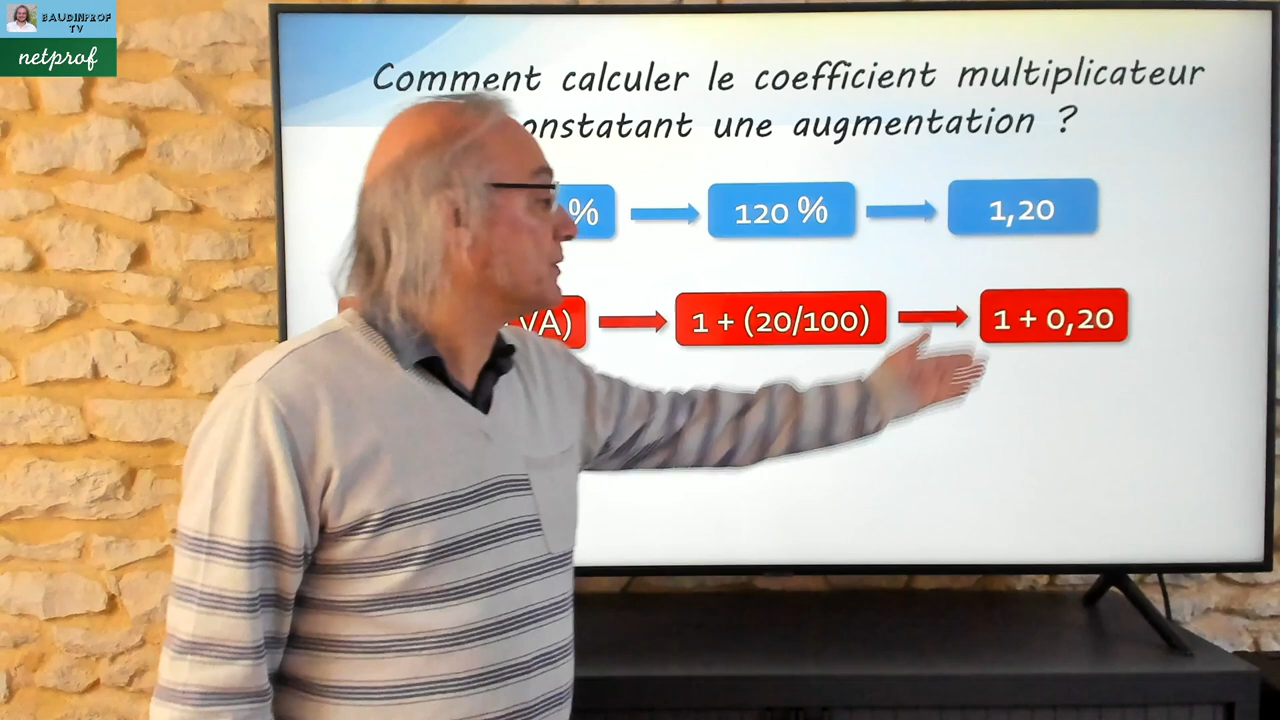 BAUDINPROF
TV
netprof
Comment calculer le coefficient multiplicateur
onstatant une augmentation ?
% 120 % 1,20
VA) 1 + (20/100) 1 + 0,20